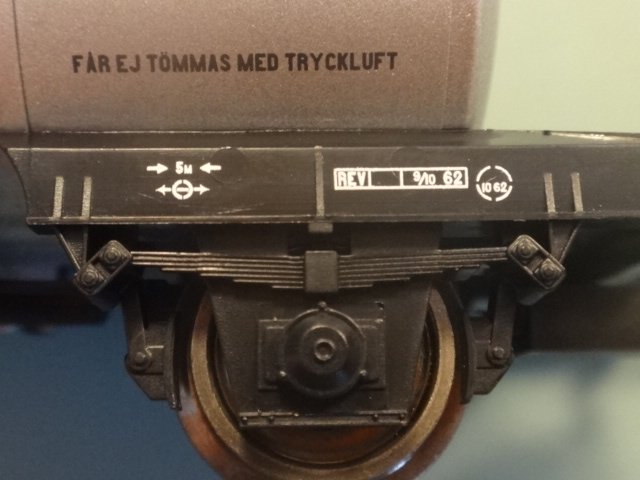 FÅR EJ TÖMMAS MED TRYCKLUFT
5M
REV 9/10 62
10 62